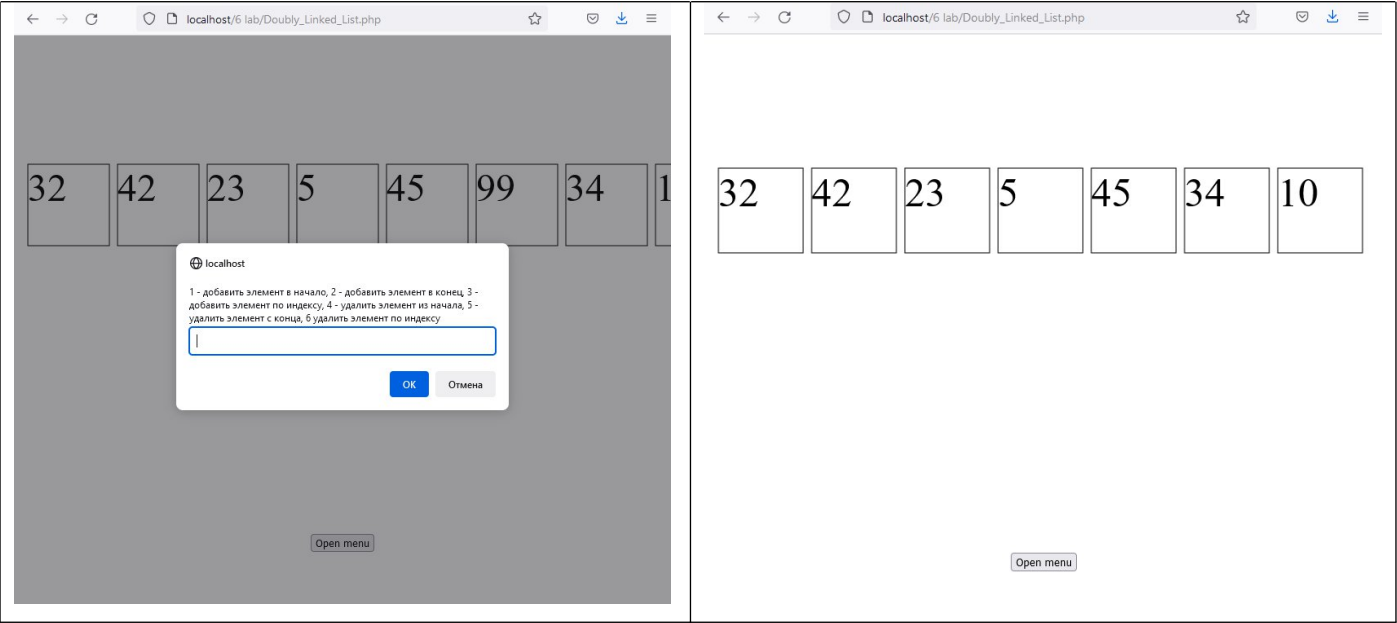 localhost/6 lab/Doubly_Linked_List.php
32 42 23 5 45 99 34 1
localhost
1 - добавить элемент в начало, 2 - добавить элемент в конец, 3 -
добавить элемент по индексу, 4 - удалить элемент из начала, 5 -
удалить элемент с конца, 6 удалить элемент по индексу
OK
Отмена
Open menu
localhost/6 lab/Doubly_Linked_List.php
32 42 23 5 45 34 10
Open menu